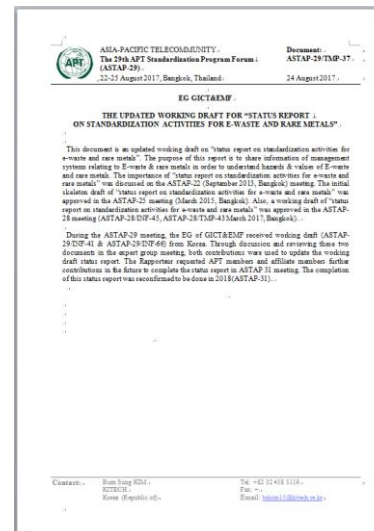 APT
ASIA-PACIFIC TELECOMMUNITY
The 29th APT Standardization Program Forum
(ASTAP-29)
Document:
ASTAP-29/TMP-37
22-25 August 2017, Bangkok, Thailand
24 August 2017
EG GICT&EMF
THE UPDATED WORKING DRAFT FOR “STATUS REPORT
ON STANDARDIZATION ACTIVITIES FOR E-WASTE AND RARE METALS”
This document is an updated working draft on “status report on standardization activities for
e-waste and rare metals”. The purpose of this report is to share information of management
systems relating to E-waste & rare metals in order to understand hazards & values of E-waste
and rare metals. The importance of “status report on standardization activities for e-waste and
rare metals” was discussed on the ASTAP-22 (September 2013, Bangkok) meeting. The initial
skeleton draft of “status report on standardization activities for e-waste and rare metals” was
approved in the ASTAP-25 meeting (March 2015, Bangkok). Also, a working draft of “status
report on standardization activities for e-waste and rare metals” was approved in the ASTAP-
28 meeting (ASTAP-28/INF-45, ASTAP-28/TMP-43 March 2017, Bangkok).
During the ASTAP-29 meeting, the EG of GICT&EMF received working draft (ASTAP-
29/INF-41 & ASTAP-29/INF-66) from Korea. Through discussion and reviewing these two
documents in the expert group meeting, both contributions were used to update the working
draft status report. The Rapporteur requested APT members and affiliate members further
contributions in the future to complete the status report in ASTAP 31 meeting. The completion
of this status report was reconfirmed to be done in 2018(ASTAP-31).
Contact:
Bum Sung KIM
KITECH
Korea (Republic of)
Tel: +82 32 458 5119
Fax: +
Email: